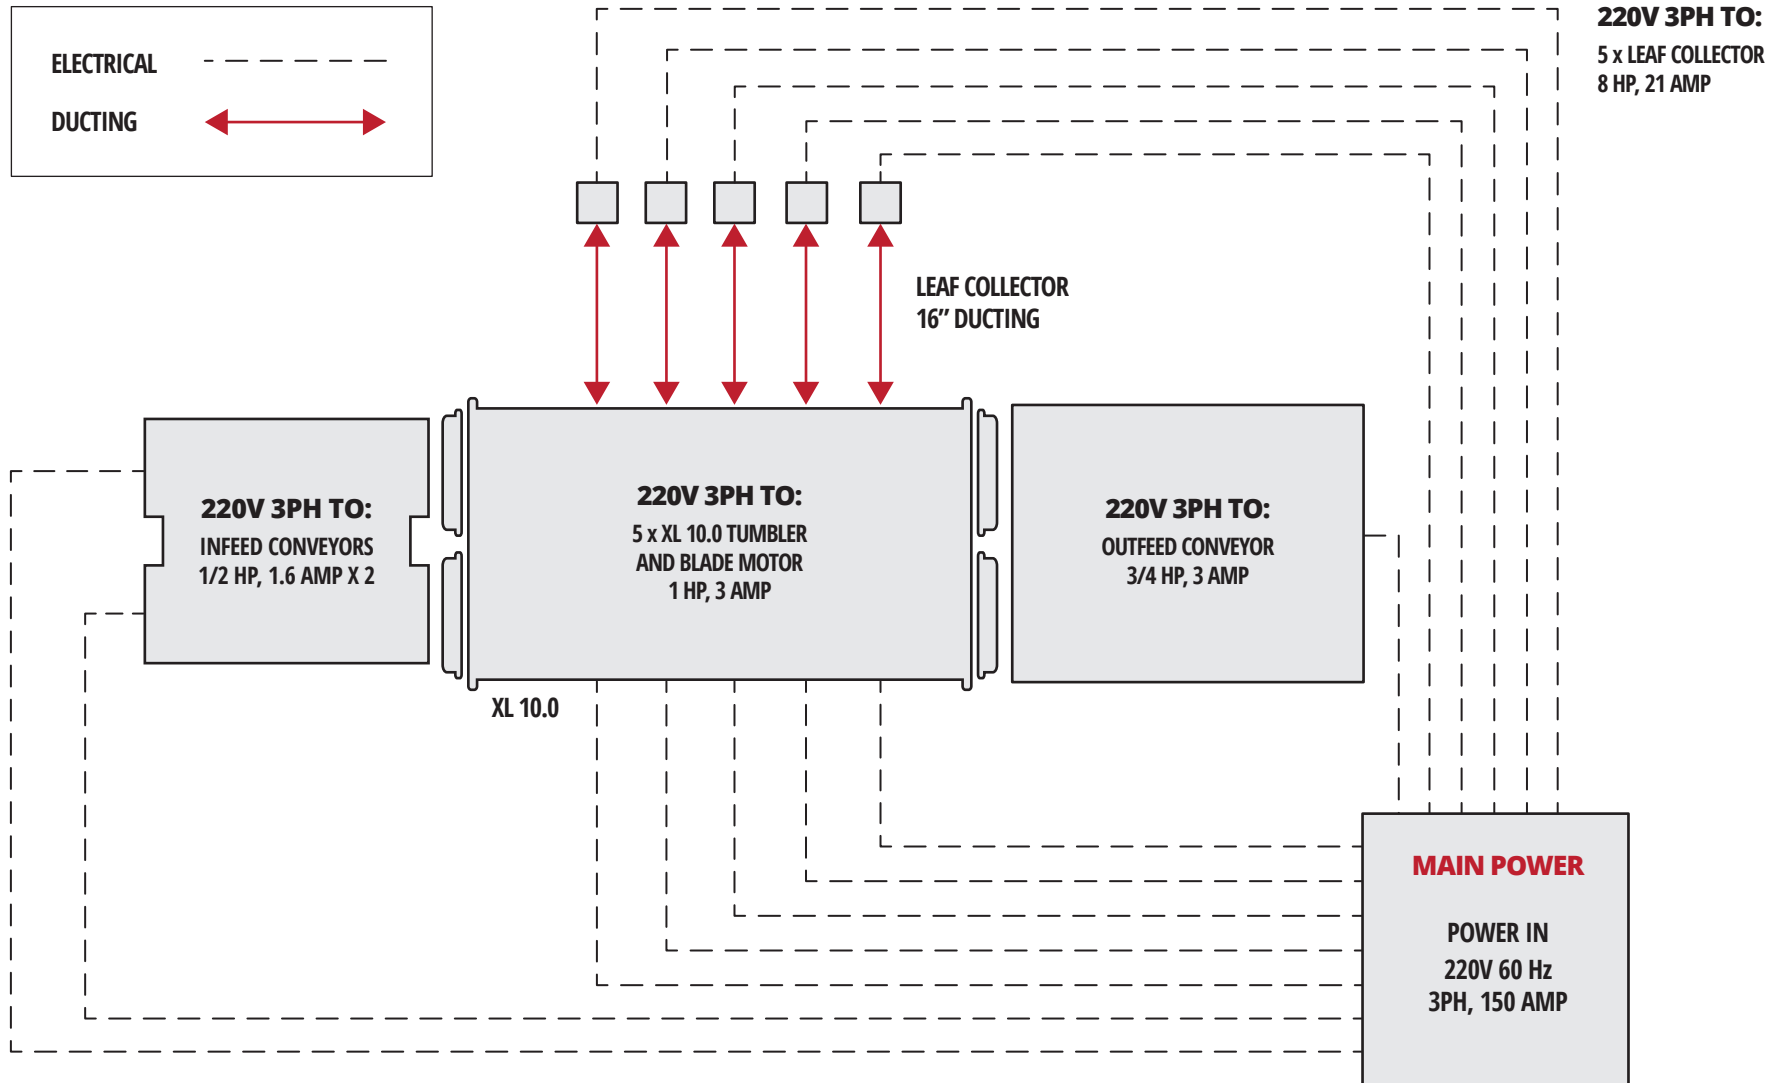 ELECTRICAL
DUCTING
220V 3PH TO:
5 x LEAF COLLECTOR
8 HP, 21 AMP
LEAF COLLECTOR
16” DUCTING
220V 3PH TO:
INFEED CONVEYORS
1/2 HP, 1.6 AMP X 2
220V 3PH TO:
5 x XL 10.0 TUMBLER
AND BLADE MOTOR
1 HP, 3 AMP
220V 3PH TO:
OUTFEED CONVEYOR
3/4 HP, 3 AMP
XL 10.0
MAIN POWER
POWER IN
220V 60 Hz
3PH, 150 AMP